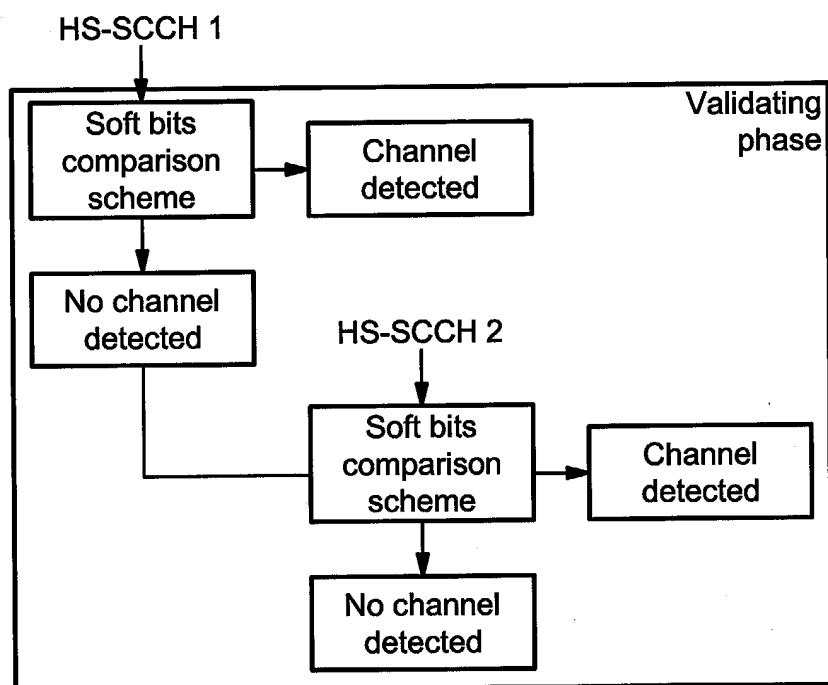 HS-SCCH 1
Validating
phase
Soft bits
comparison
scheme
Channel
detected
No channel
detected
HS-SCCH 2
Soft bits
comparison
scheme
Channel
detected
No channel
detected